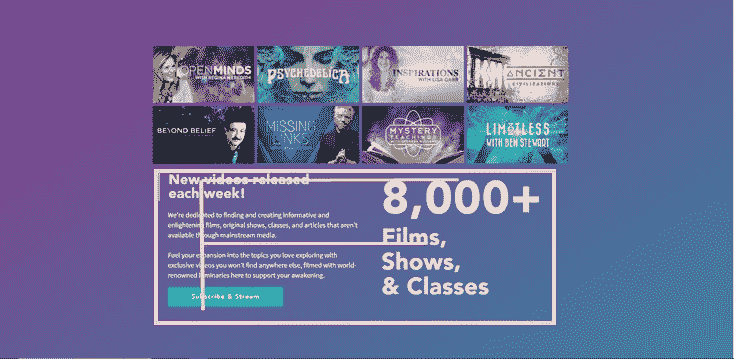 OPENMINDS
WITH REGINA MEREDITH
PSYCHEDELICA
INSPIRATIONS
WITH LISA GARR
ANCIENT
CIVILIZATIONS
BEYOND BELIEF
MISSING
LINKS
MYSTERY
TEACHINGS
LIMITLESS
WITH BEN STEWART
New videos released
each week!
We're dedicated to finding and creating informative and
enlightening films, original shows, classes, and articles that aren't
available through mainstream media.
Feel your expansion into the topics you love exploring with
exclusive videos you won't find anywhere else, filmed with world-
renowned luminaries here to support your awakening.
Subscribe & Stream
8,000+
Films,
Shows,
& Classes